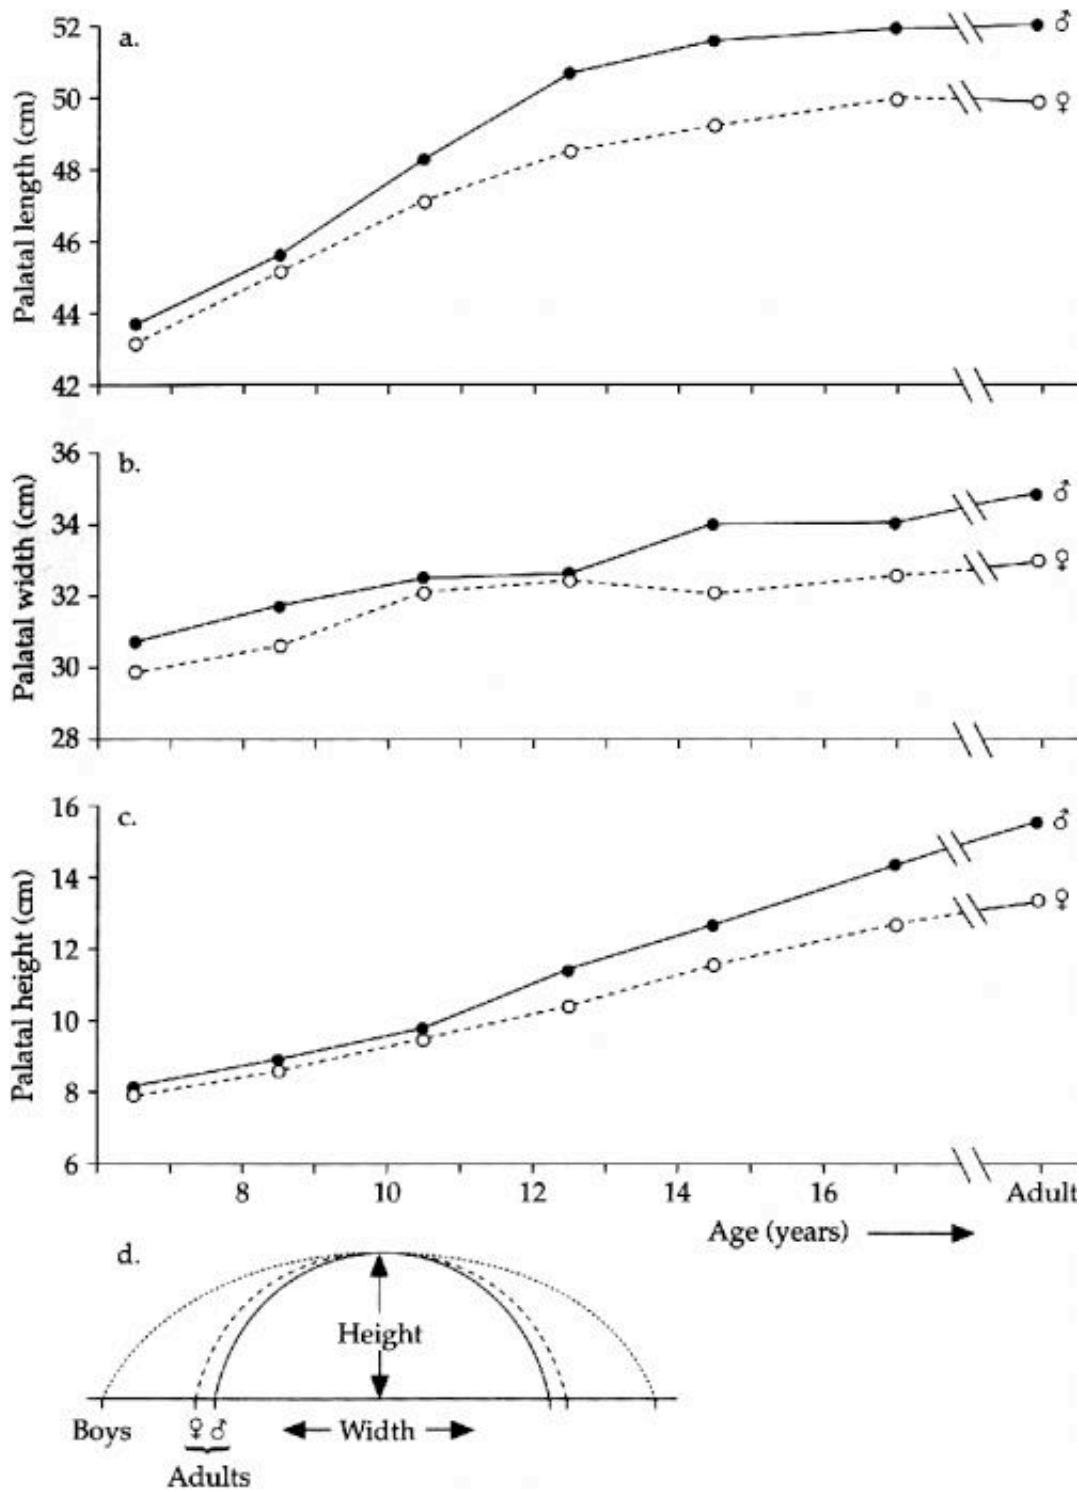 a.
52
50
48
46
44
42
Palatal length (cm)
♂
♀
b.
36
34
32
30
28
Palatal width (cm)
♂
♀
c.
16
14
12
10
8
6
Palatal height (cm)
♂
♀
8 10 12 14 16 Adult
Age (years)
d.
Height
Boys ♀♂ Width
Adults